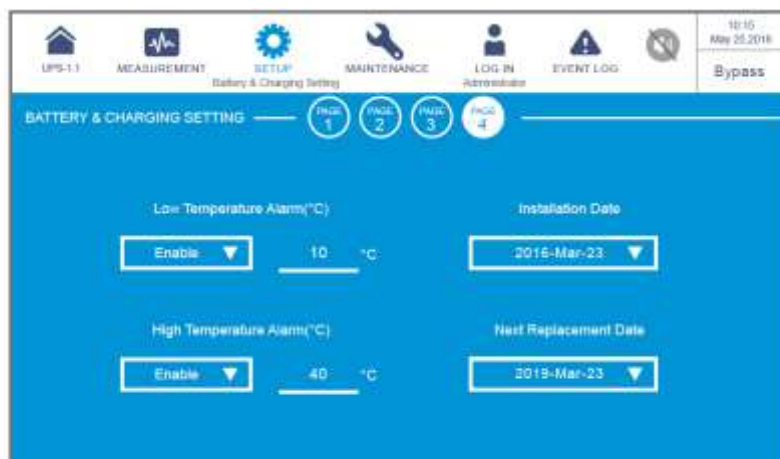 10:15
May 25,2016
UPS-1.1 MEASUREMENT SETUP MAINTENANCE LOG IN EVENT LOG
Battery & Charging Setting Administrator
Bypass
BATTERY & CHARGING SETTING PAGE 1 PAGE 2 PAGE 3 PAGE 4
Low Temperature Alarm(°C) Installation Date
Enable 10 °C 2016-Mar-23
High Temperature Alarm(°C) Next Replacement Date
Enable 40 °C 2019-Mar-23